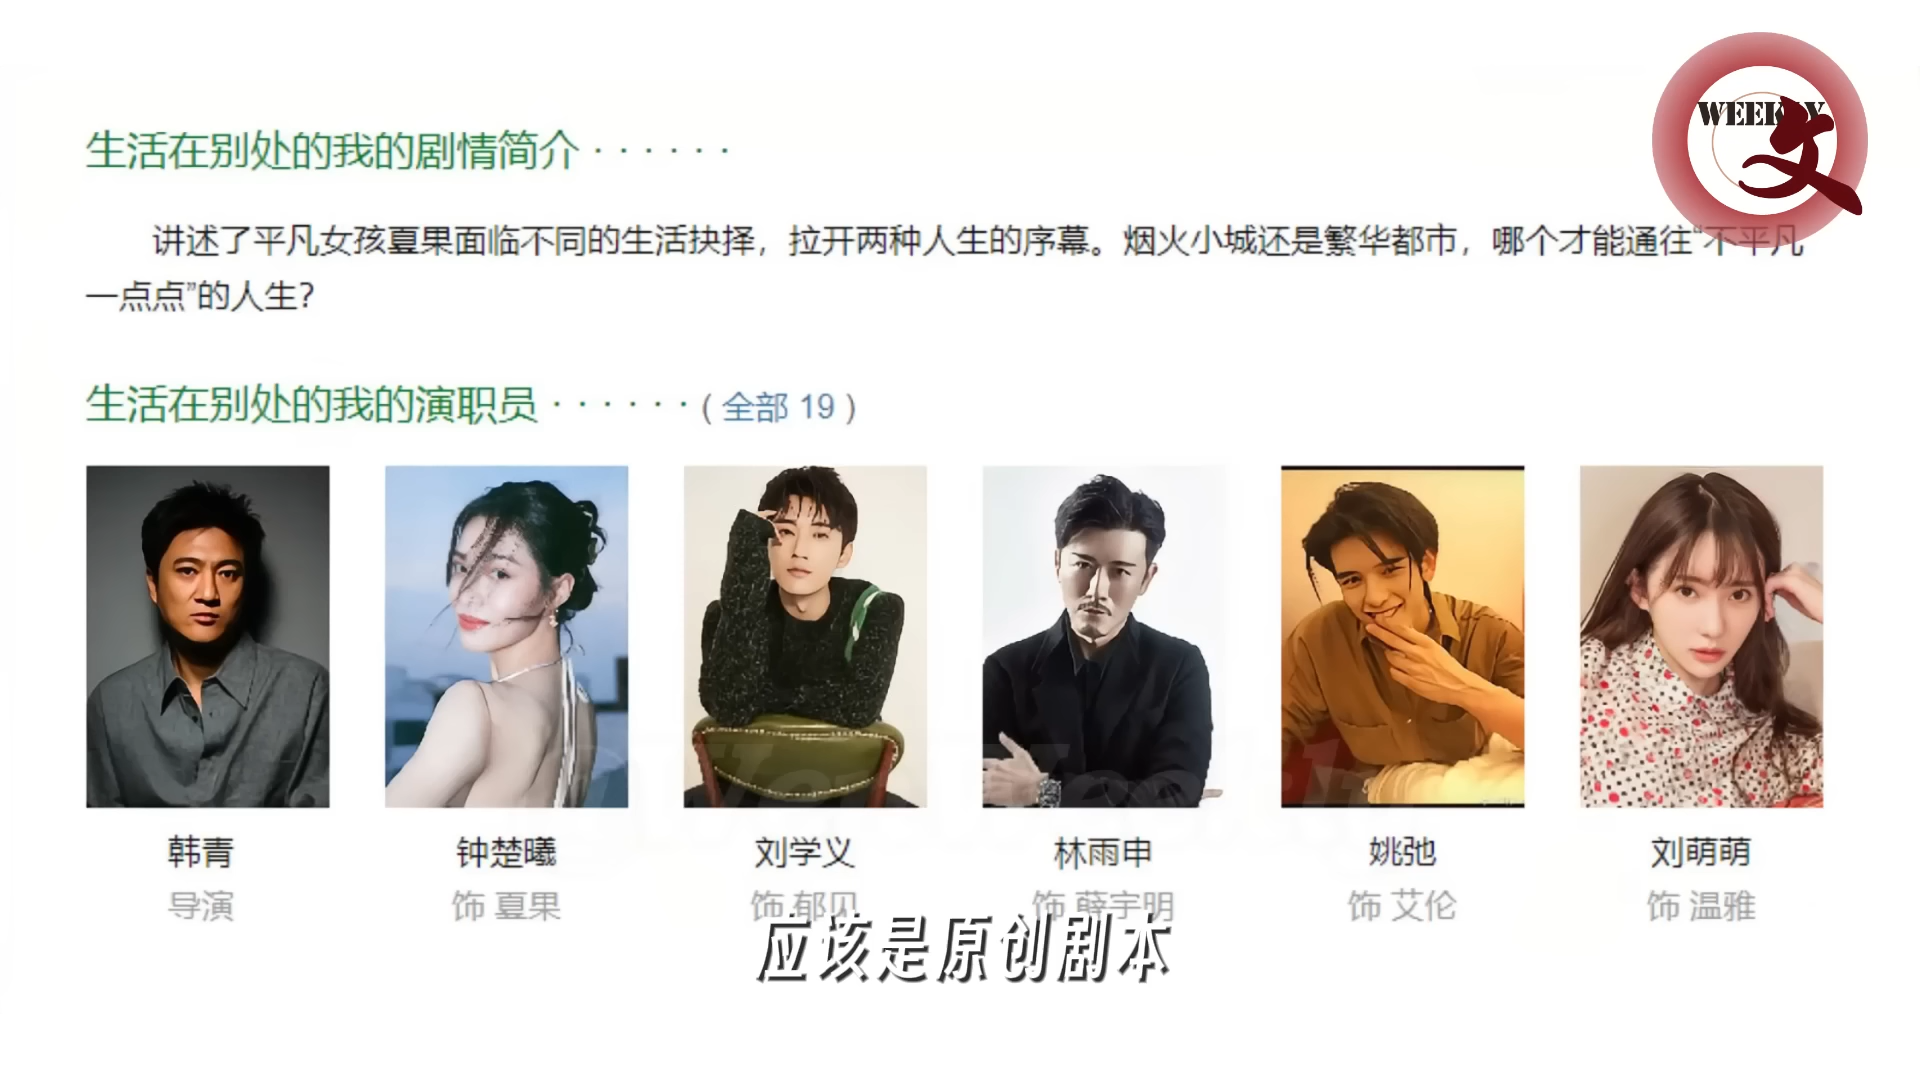 WEEKLY
文
生活在别处的我的剧情简介 · · · · · ·
讲述了平凡女孩夏果面临不同的生活抉择，拉开两种人生的序幕。烟火小城还是繁华都市，哪个才能通往“不平凡
一点点”的人生？
生活在别处的我的演职员 · · · · · · ( 全部 19 )
韩青 钟楚曦 刘学义 林雨申 姚弛 刘萌萌
导演 饰 夏果 饰 郁见 饰 薛宇明 饰 艾伦 饰 温雅
应该是原创剧本